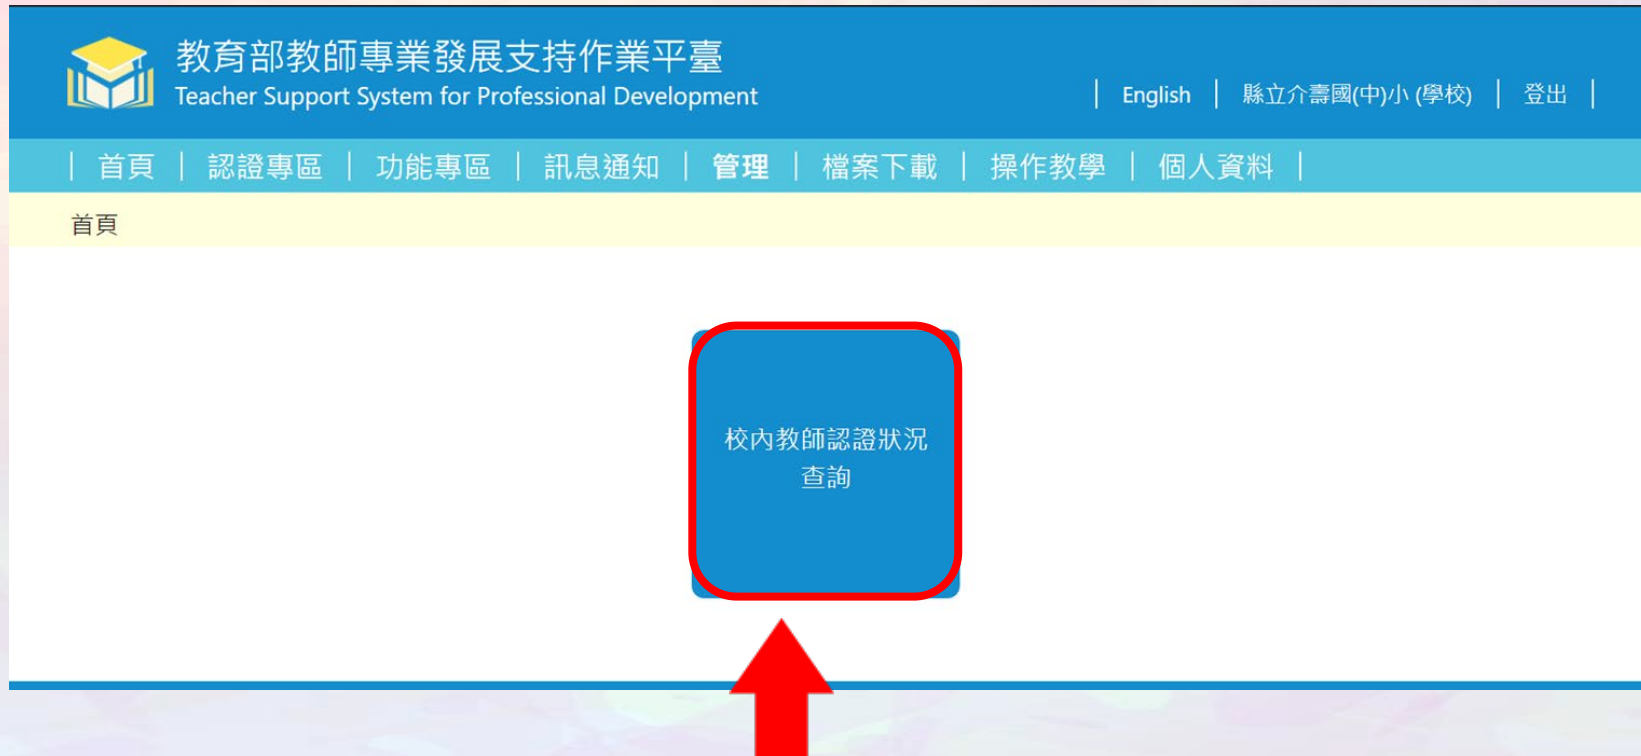 教育部教師專業發展支持作業平臺
Teacher Support System for Professional Development
| English | 縣立介壽國(中)小 (學校) | 登出 |
| 首頁 | 認證專區 | 功能專區 | 訊息通知 | 管理 | 檔案下載 | 操作教學 | 個人資料 |
首頁
校內教師認證狀況
查詢